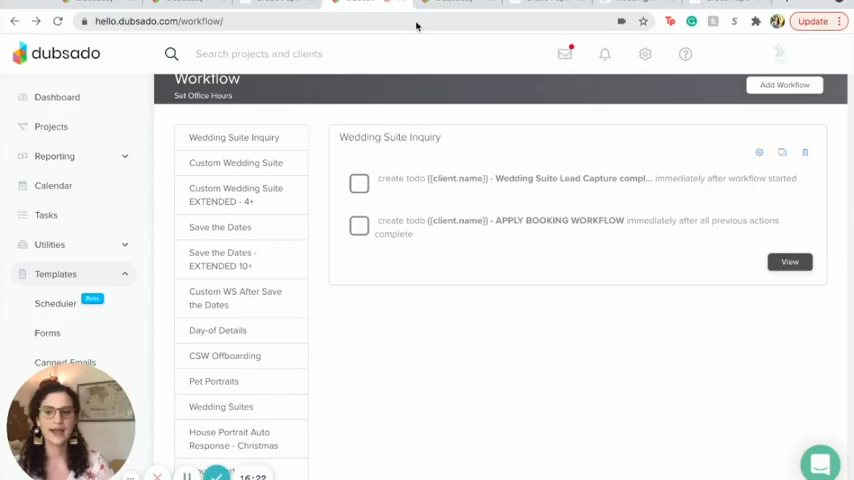 hello.dubsado.com/workflow/
Update
dubsado
Search projects and clients
Workflow
Set Office Hours
Add Workflow
Dashboard
Projects
Reporting
Calendar
Tasks
Utilities
Templates
Scheduler
Forms
Canned Emails
Wedding Suite Inquiry
Custom Wedding Suite
Custom Wedding Suite
EXTENDED - 4+
Save the Dates
Save the Dates -
EXTENDED 10+
Custom WS After Save
the Dates
Day-of Details
CSW Offboarding
Pet Portraits
Wedding Suites
House Portrait Auto
Response - Christmas
Wedding Suite Inquiry
create todo {{client.name}} - Wedding Suite Lead Capture compl... immediately after workflow started
create todo {{client.name}} - APPLY BOOKING WORKFLOW immediately after all previous actions
complete
View
16:22